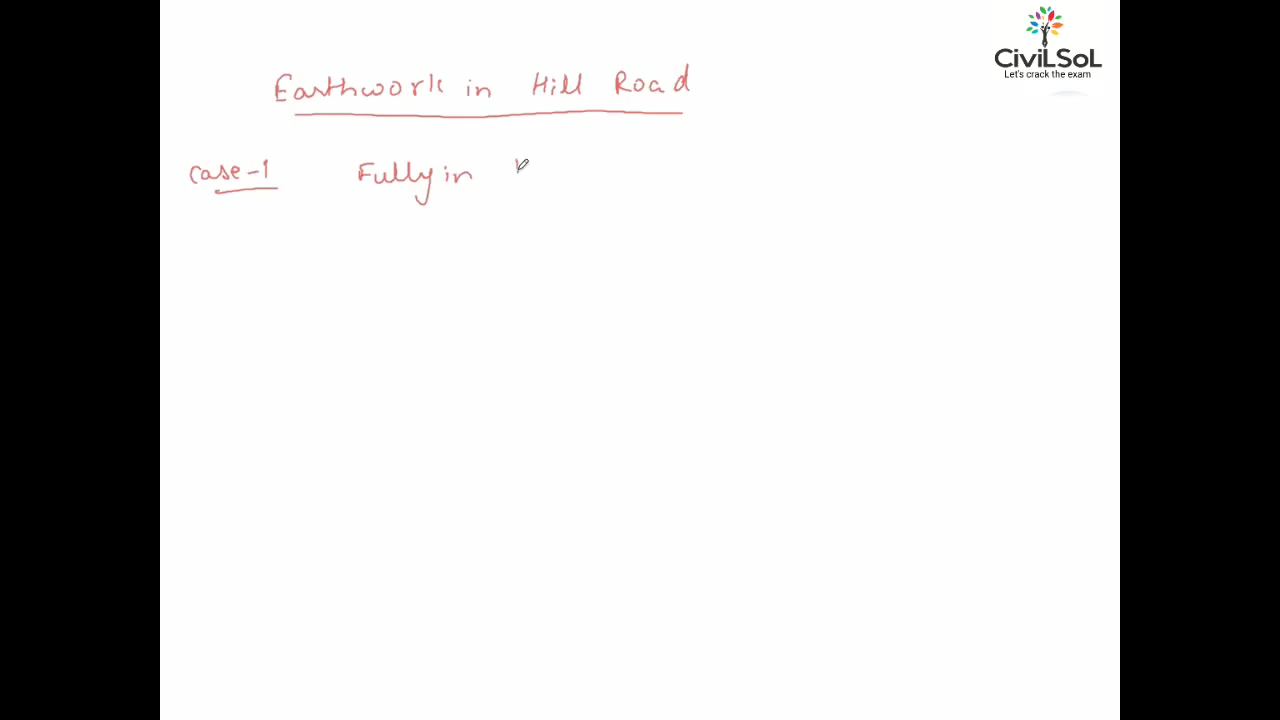 CiViLSoL
Let's crack the exam
Earthwork in Hill Road
Case-1 Fully in